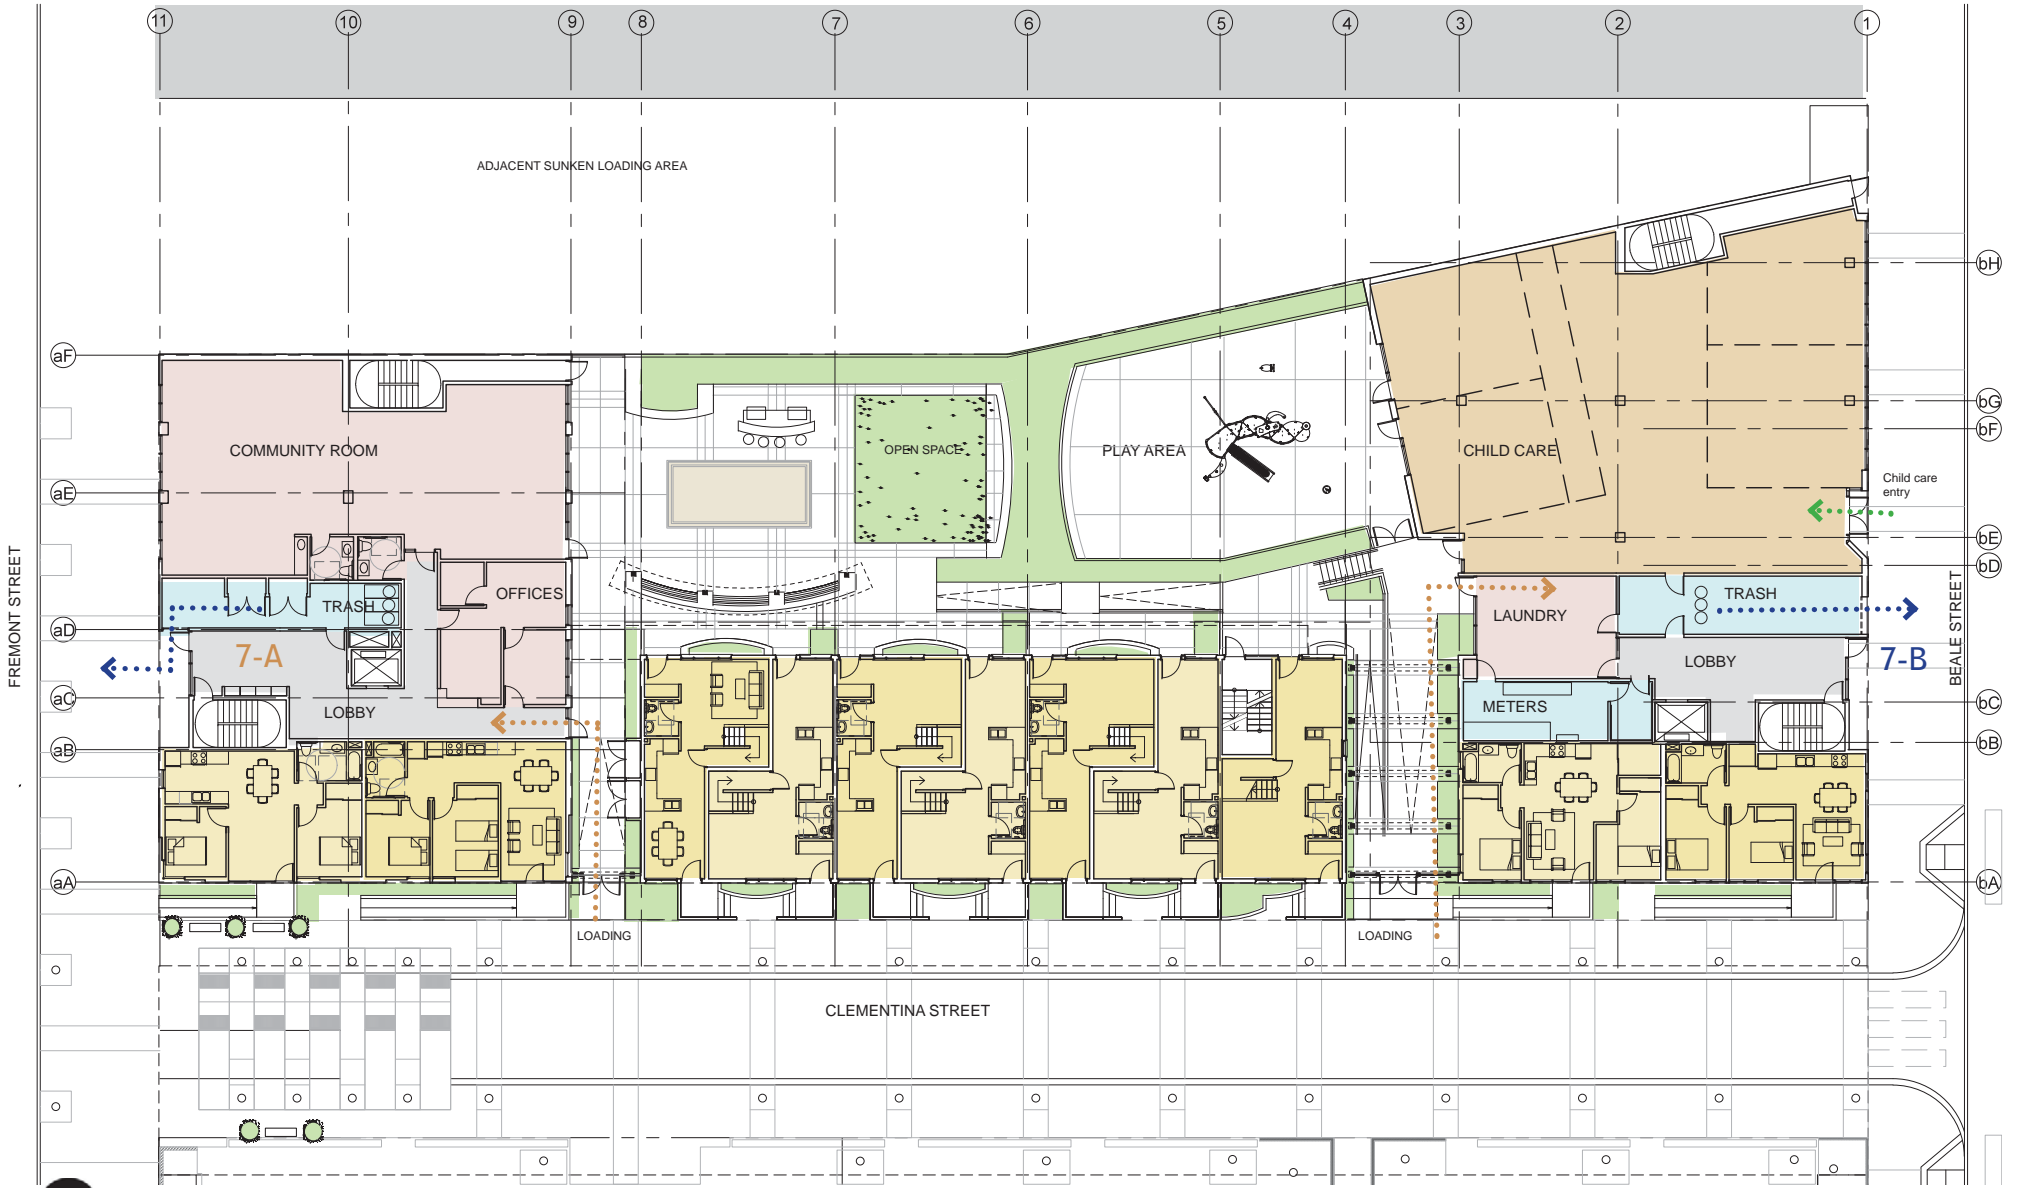 11 10 9 8 7 6 5 4 3 2 1
ADJACENT SUNKEN LOADING AREA
bH
aF
bG
bF
COMMUNITY ROOM
OPEN SPACE
PLAY AREA
CHILD CARE
Child care
entry
aE
bE
bD
FREMONT STREET
BEALE STREET
OFFICES
TRASH
TRASH
LAUNDRY
aD
7-A
LOBBY
7-B
aC
LOBBY
METERS
bC
aB
bB
aA
bA
LOADING
LOADING
CLEMENTINA STREET